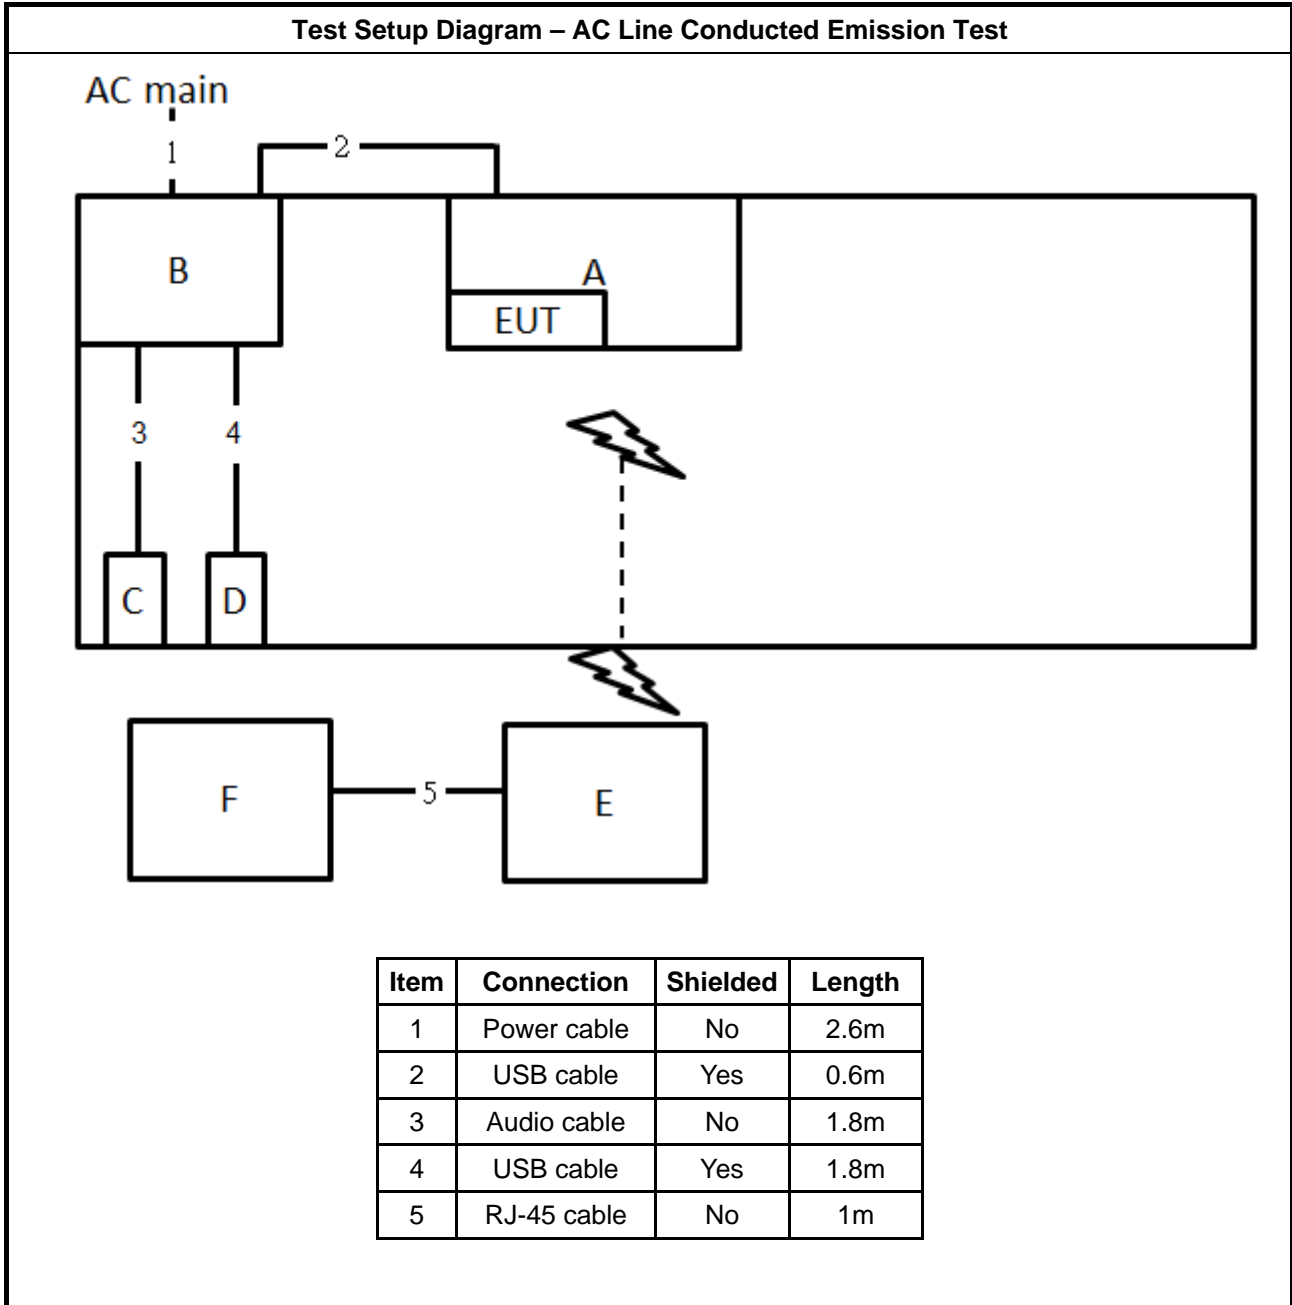 Test Setup Diagram – AC Line Conducted Emission Test
AC main
1
2
B
A
EUT
3
4
C
D
F
5
E
Item Connection Shielded Length
1 Power cable No 2.6m
2 USB cable Yes 0.6m
3 Audio cable No 1.8m
4 USB cable Yes 1.8m
5 RJ-45 cable No 1m